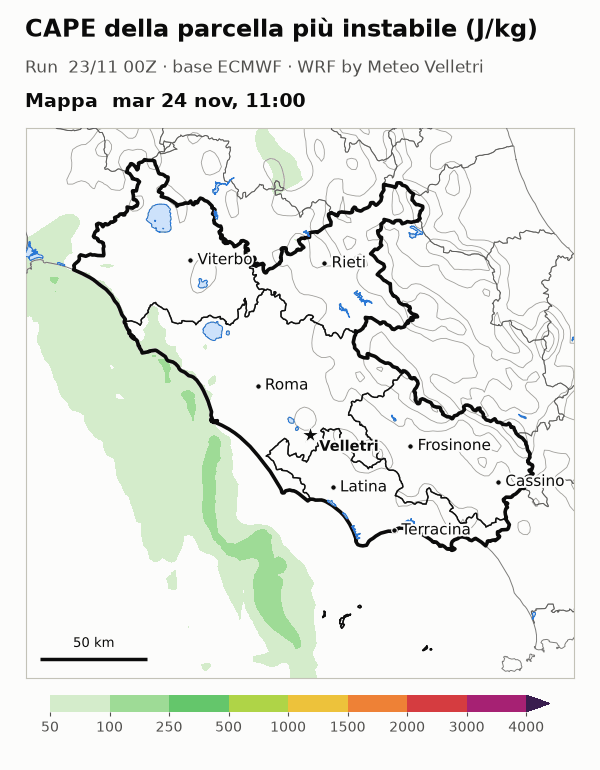 CAPE della parcella più instabile (J/kg)
Run 23/11 00Z · base ECMWF · WRF by Meteo Velletri
Mappa mar 24 nov, 11:00
Viterbo
Rieti
Roma
Velletri
Frosinone
Cassino
Latina
Terracina
50 km
50 100 250 500 1000 1500 2000 3000 4000